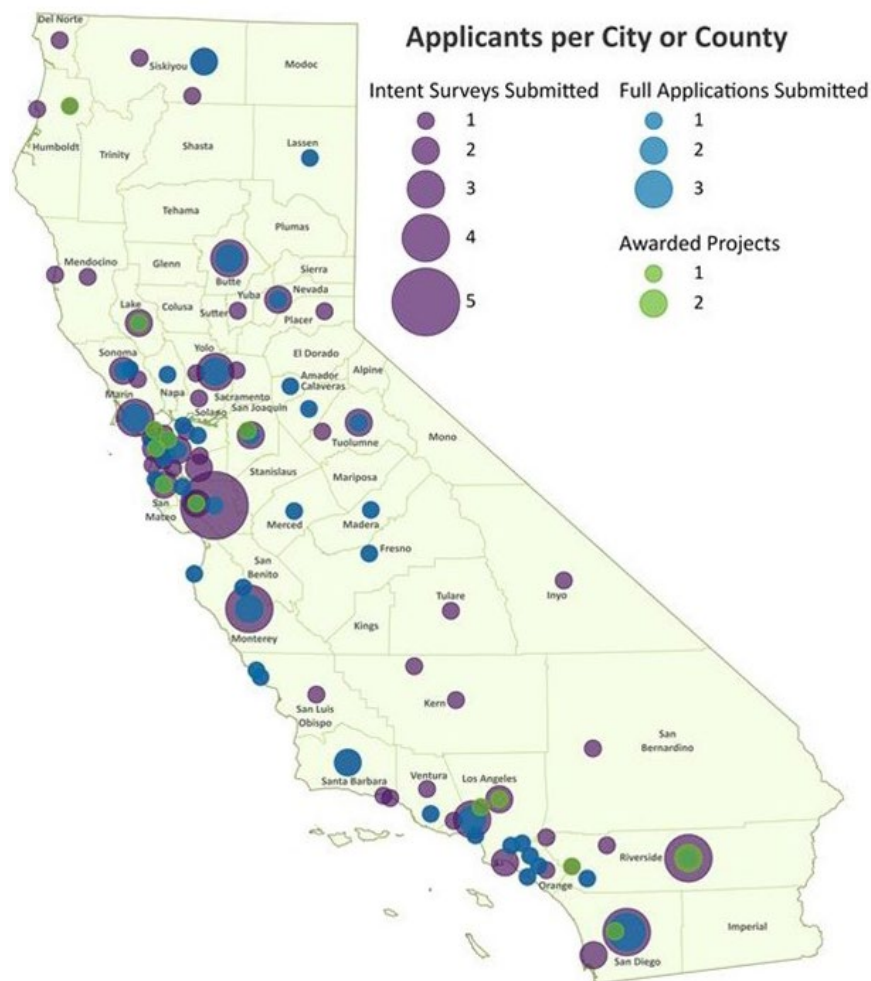 Applicants per City or County
Intent Surveys Submitted
1
2
3
4
5
Full Applications Submitted
1
2
3
Awarded Projects
1
2
Del Norte
Siskiyou
Modoc
Humboldt
Trinity
Shasta
Lassen
Tehama
Plumas
Mendocino
Glenn
Butte
Sierra
Lake
Colusa
Yuba
Nevada
Sutter
Placer
Sonoma
Yolo
El Dorado
Alpine
Napa
Amador
Marin
Sacramento
Calaveras
Solano
San Joaquin
Tuolumne
Mono
Stanislaus
Mariposa
San
Mateo
Merced
Madera
Fresno
San
Benito
Tulare
Inyo
Kings
Monterey
Kern
San Luis
Obispo
San
Bernardino
Santa Barbara
Ventura
Los Angeles
Riverside
Orange
San Diego
Imperial